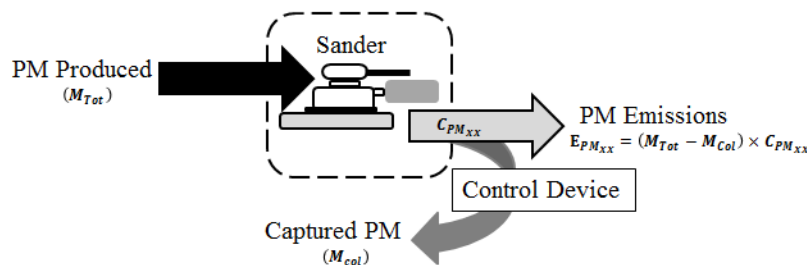 Sander
PM Produced
(M_Tot)
C_PM_XX
PM Emissions
E_PM_XX = (M_Tot − M_Col) × C_PM_XX
Control Device
Captured PM
(M_col)